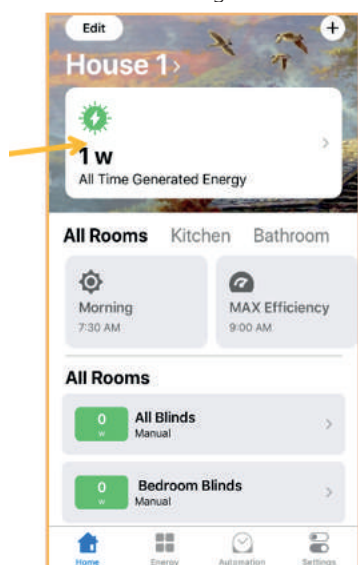 Edit +
House 1 >
1 w
All Time Generated Energy
All Rooms Kitchen Bathroom
Morning MAX Efficiency
7:30 AM 9:00 AM
All Rooms
0 All Blinds
w Manual
0 Bedroom Blinds
w Manual
Home Energy Automation Settings